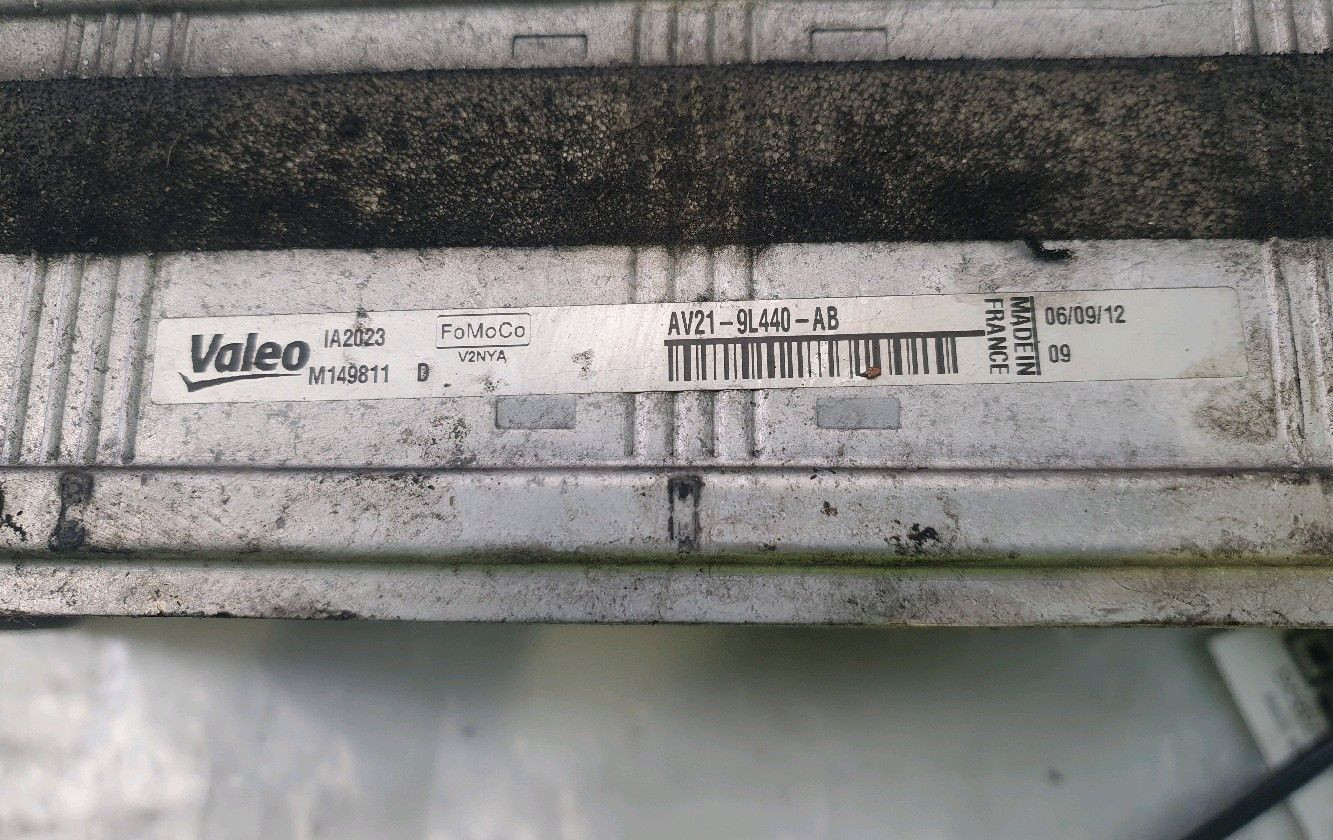 Valeo
IA2023
M149811 D
FoMoCo
V2NYA
AV21-9L440-AB
MADE IN
FRANCE
06/09/12
09